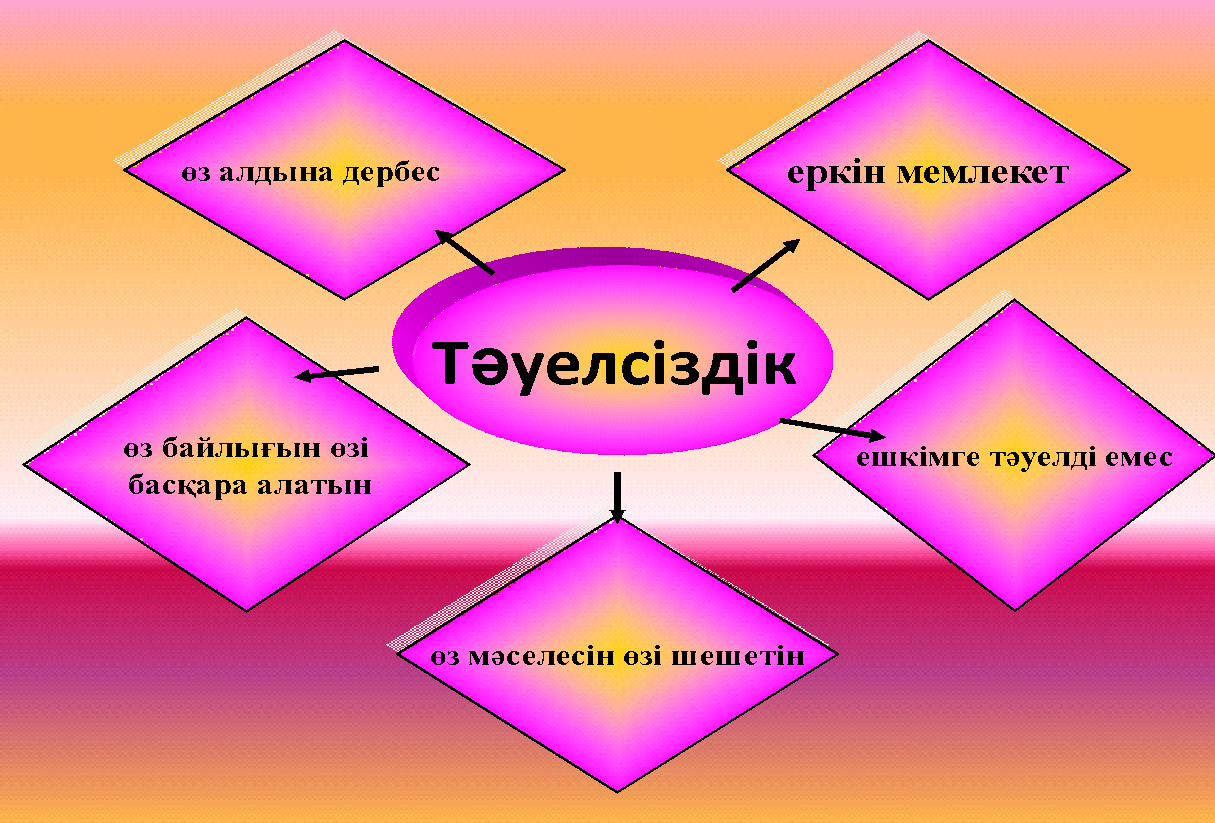 өз алдына дербес
еркін мемлекет
Тәуелсіздік
өз байлығын өзі
басқара алатын
ешкімге тәуелді емес
өз мәселесін өзі шешетін